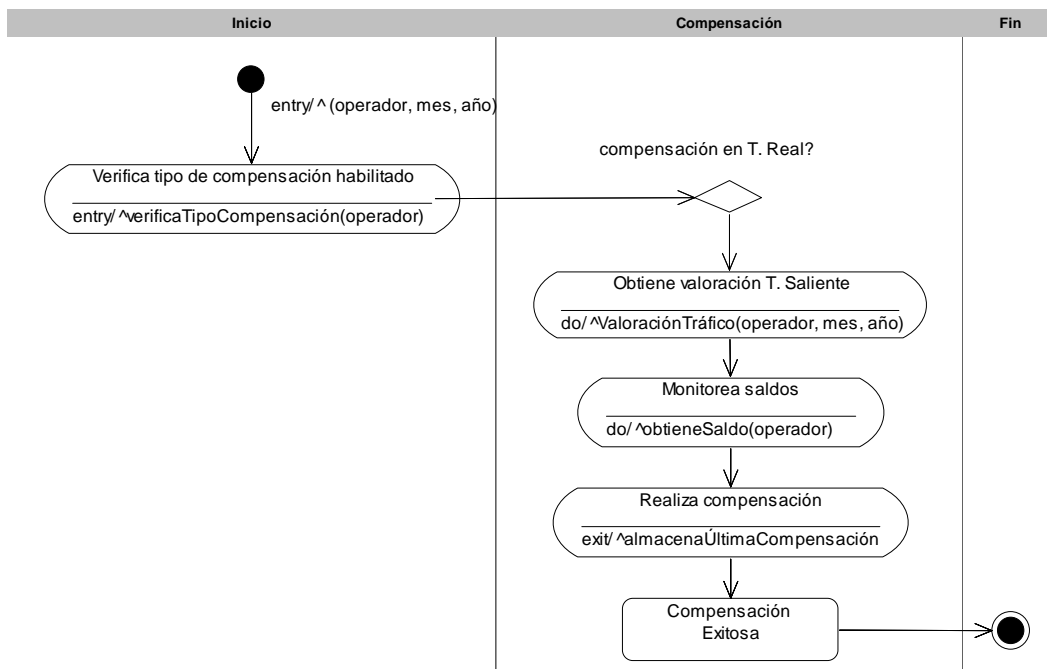 Inicio
Compensación
Fin
entry/ ^ (operador, mes, año)
compensación en T. Real?
Verifica tipo de compensación habilitado
entry/ ^verificaTipoCompensación(operador)
Obtiene valoración T. Saliente
do/ ^ValoraciónTráfico(operador, mes, año)
Monitorea saldos
do/ ^obtieneSaldo(operador)
Realiza compensación
exit/ ^almacenaÚltimaCompensación
Compensación
Exitosa